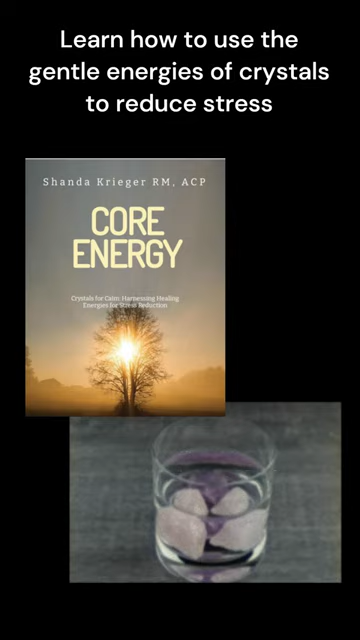 Learn how to use the
gentle energies of crystals
to reduce stress
Shanda Krieger RM, ACP
CORE
ENERGY
Crystals for Calm: Harnessing Healing
Energies for Stress Reduction